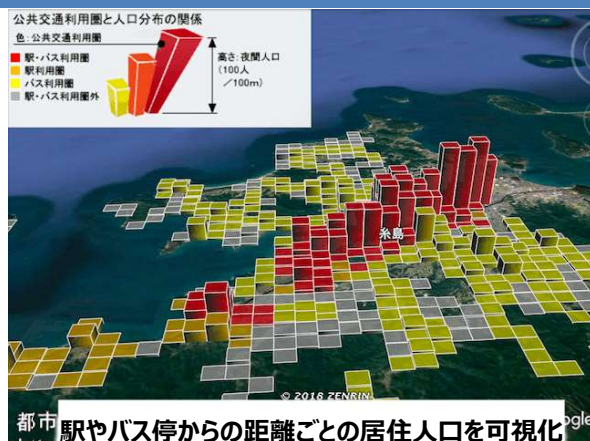 公共交通利用圏と人口分布の関係
色:公共交通利用圏
駅・バス利用圏
駅利用圏
バス利用圏
駅・バス利用圏外
高さ:夜間人口
(100人
/100m)
糸島
© 2018 ZENRIN
都市
ogle
駅やバス停からの距離ごとの居住人口を可視化